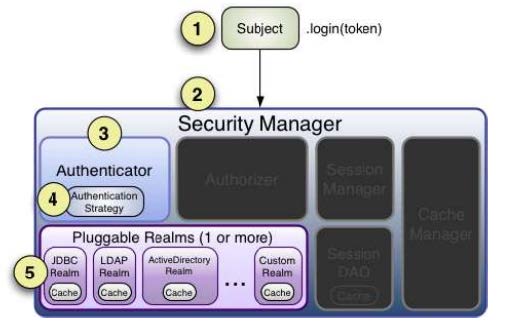 1
Subject
.login(token)
2
Security Manager
3
Authenticator
4
Authentication
Strategy
Authorizer
Session
Manager
Cache
Manager
Session
DAO
Cache
Pluggable Realms (1 or more)
5
JDBC
Realm
Cache
LDAP
Realm
Cache
ActiveDirectory
Realm
Cache
...
Custom
Realm
Cache